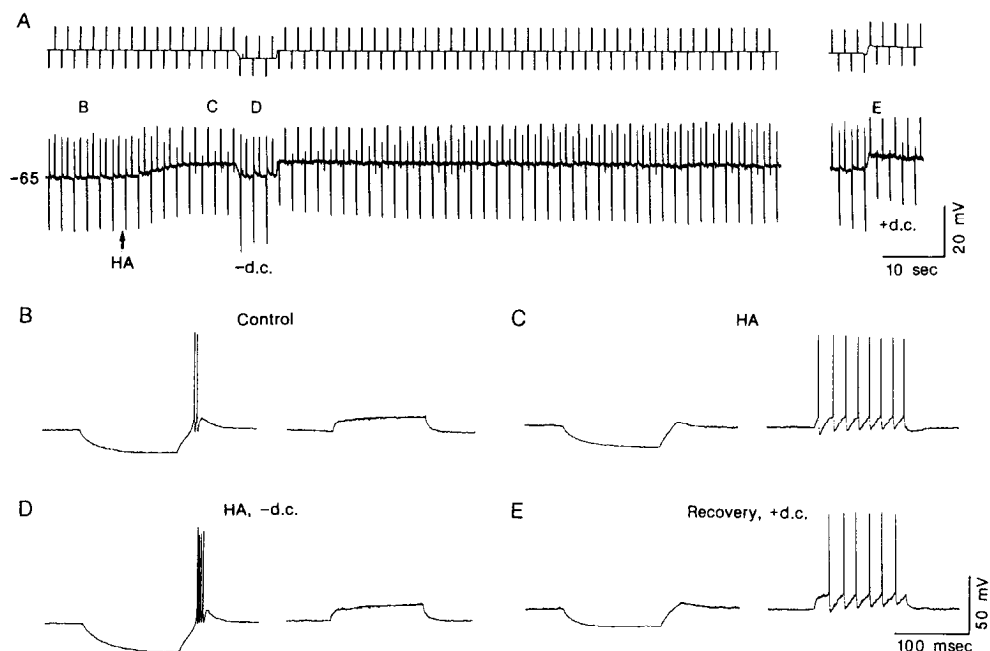 A
B C D E
-65
HA
-d.c.
+d.c.
20 mV
10 sec
B Control
C HA
D HA, -d.c.
E Recovery, +d.c.
50 mV
100 msec